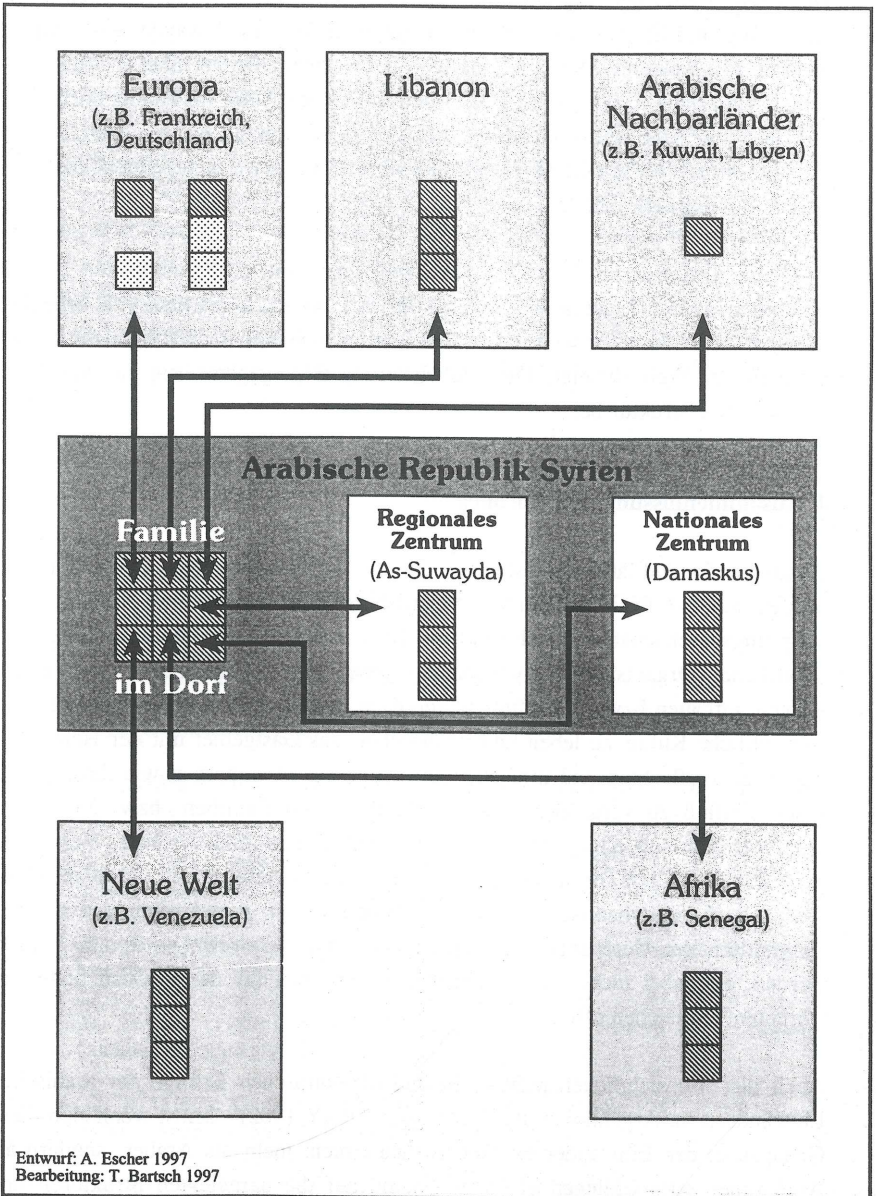 Europa
(z.B. Frankreich,
Deutschland)
Libanon
Arabische
Nachbarländer
(z.B. Kuwait, Libyen)
Arabische Republik Syrien
Familie
im Dorf
Regionales
Zentrum
(As-Suwayda)
Nationales
Zentrum
(Damaskus)
Neue Welt
(z.B. Venezuela)
Afrika
(z.B. Senegal)
Entwurf: A. Escher 1997
Bearbeitung: T. Bartsch 1997